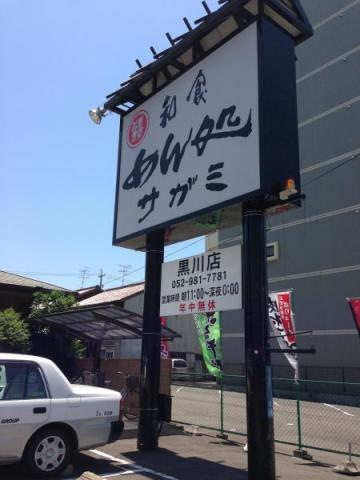 和食
めん処
サガミ
黒川店
052-981-7781
営業時間 朝11:00〜深夜0:00
年中無休
GROUP